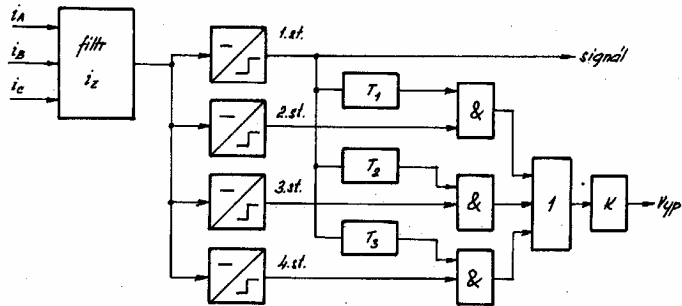 i_A
i_B
i_C
filtr
i_z
1.st.
2.st.
3.st.
4.st.
T_1
T_2
T_3
&
&
&
1
K
signál
Vyp